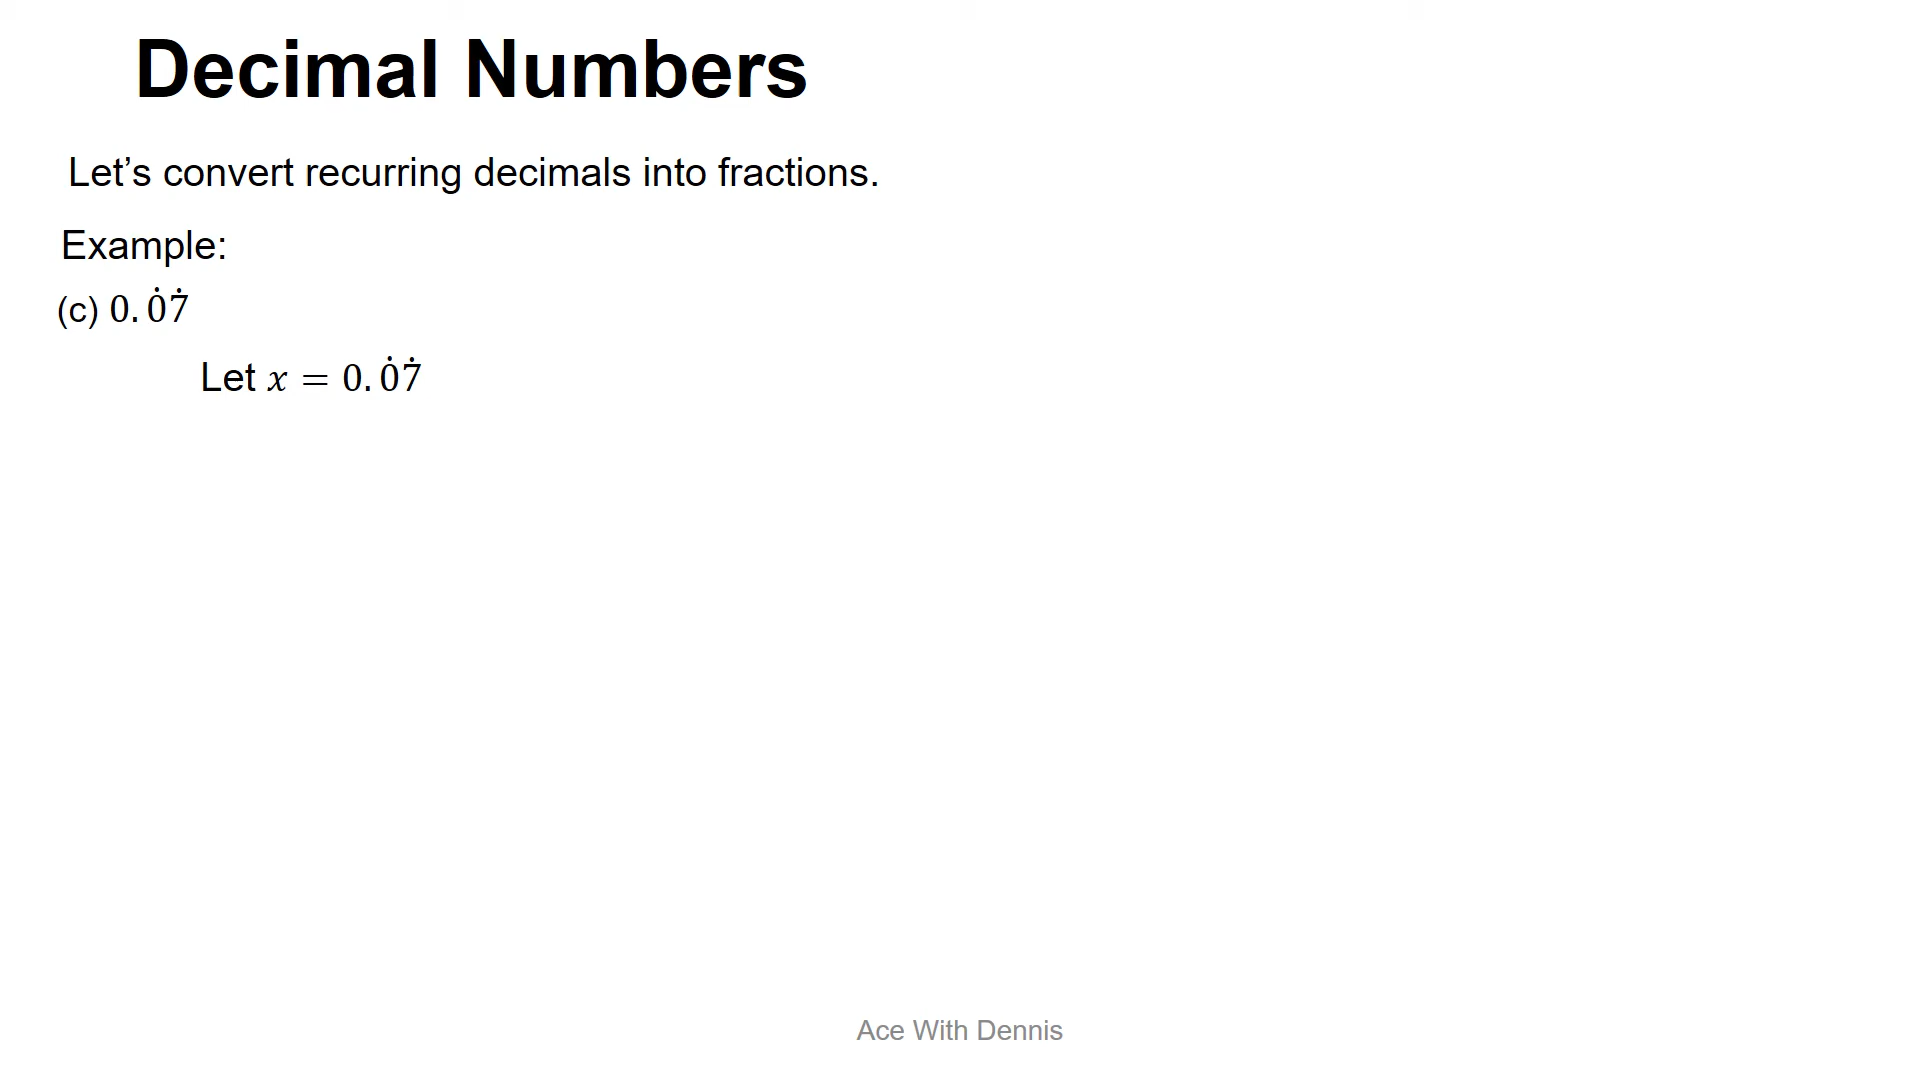 Decimal Numbers
Let’s convert recurring decimals into fractions.
Example:
(c) 0.0̇7̇
Let x = 0.0̇7̇
Ace With Dennis